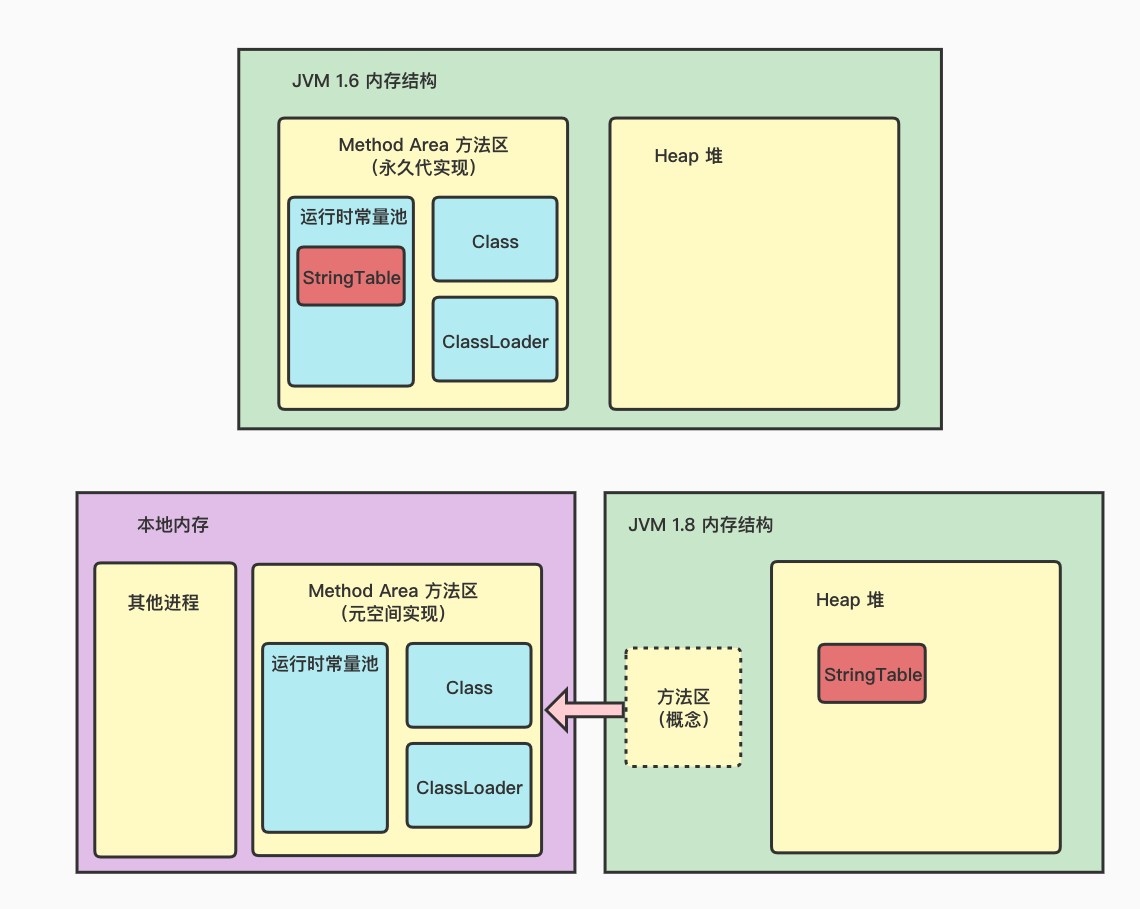 JVM 1.6 内存结构
Method Area 方法区
（永久代实现）
Heap 堆
运行时常量池
StringTable
Class
ClassLoader
本地内存
其他进程
Method Area 方法区
（元空间实现）
运行时常量池
Class
ClassLoader
JVM 1.8 内存结构
方法区
（概念）
Heap 堆
StringTable